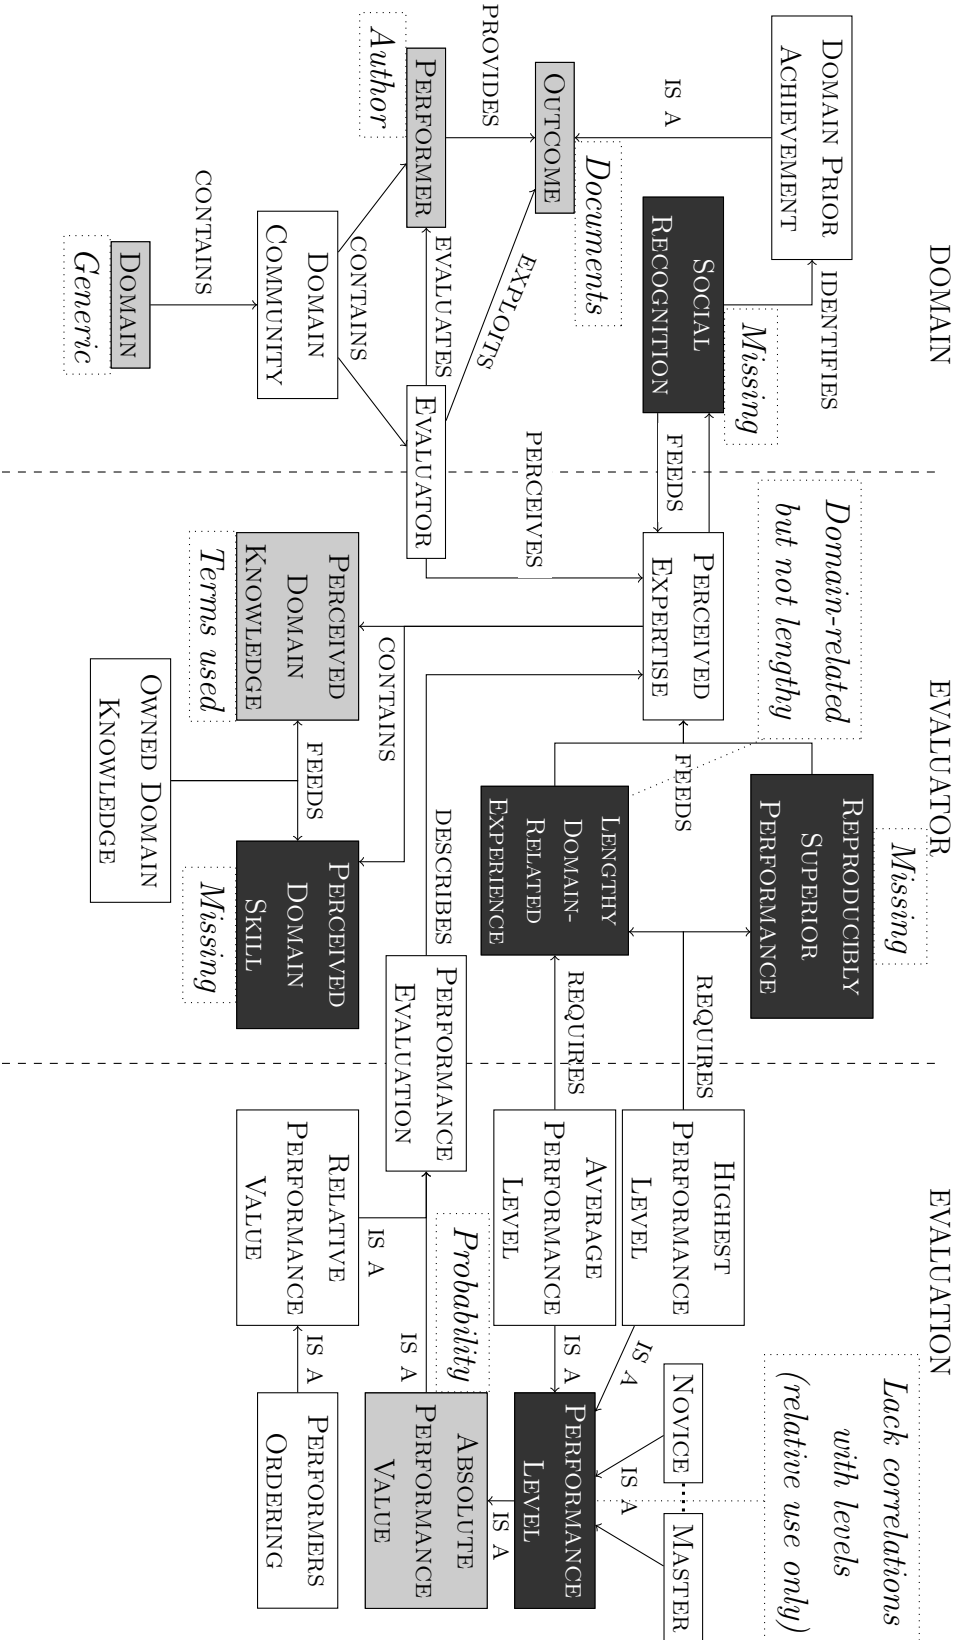 DOMAIN
EVALUATOR
EVALUATION
DOMAIN PRIOR
ACHIEVEMENT
IDENTIFIES
IS A
Missing
SOCIAL
RECOGNITION
FEEDS
Documents
OUTCOME
PROVIDES
EXPLOITS
PERFORMER
Author
EVALUATES
EVALUATOR
CONTAINS
DOMAIN
COMMUNITY
CONTAINS
DOMAIN
Generic
PERCEIVES
Domain-related
but not lengthy
PERCEIVED
EXPERTISE
FEEDS
Missing
REPRODUCIBLY
SUPERIOR
PERFORMANCE
LENGTHY
DOMAIN-
RELATED
EXPERIENCE
REQUIRES
REQUIRES
CONTAINS
DESCRIBES
PERCEIVED
DOMAIN
KNOWLEDGE
Terms used
FEEDS
PERCEIVED
DOMAIN
SKILL
Missing
OWNED DOMAIN
KNOWLEDGE
PERFORMANCE
EVALUATION
Lack correlations
with levels
(relative use only)
HIGHEST
PERFORMANCE
LEVEL
IS A
NOVICE
MASTER
IS A
AVERAGE
PERFORMANCE
LEVEL
IS A
PERFORMANCE
LEVEL
IS A
Probability
IS A
ABSOLUTE
PERFORMANCE
VALUE
IS A
RELATIVE
PERFORMANCE
VALUE
IS A
PERFORMERS
ORDERING